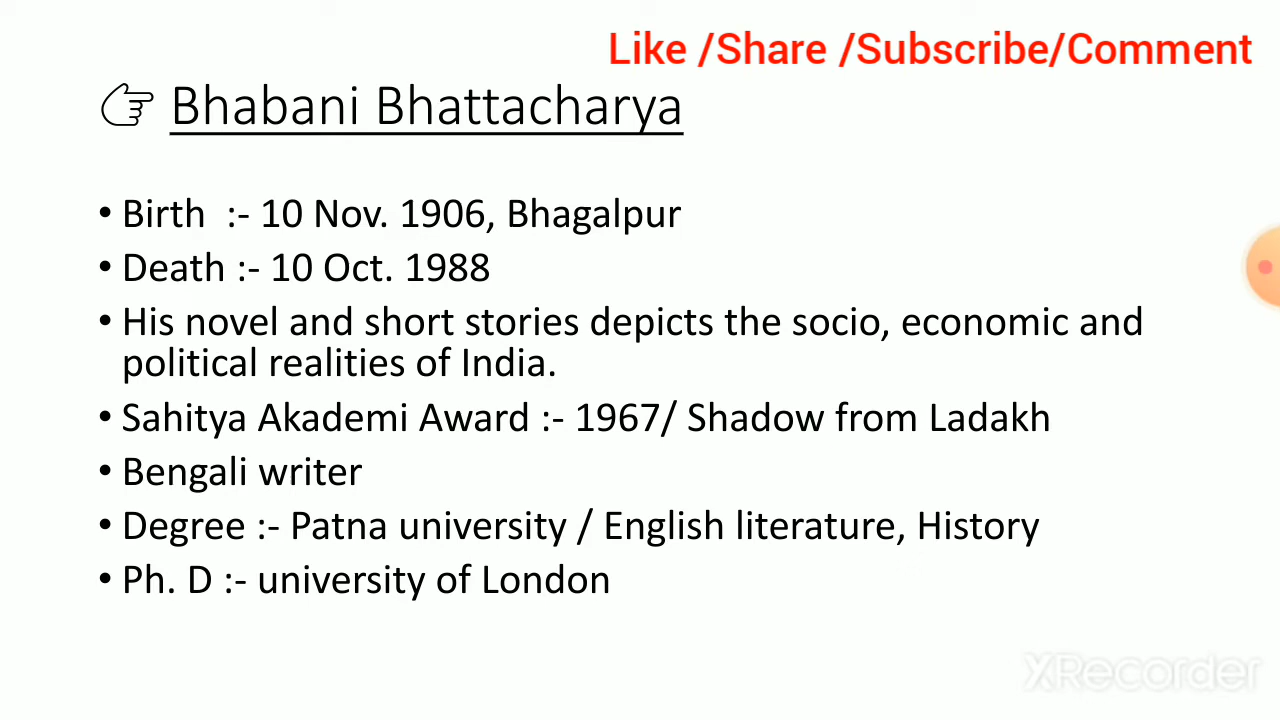 Like /Share /Subscribe/Comment
Bhabani Bhattacharya
• Birth :- 10 Nov. 1906, Bhagalpur
• Death :- 10 Oct. 1988
• His novel and short stories depicts the socio, economic and
political realities of India.
• Sahitya Akademi Award :- 1967/ Shadow from Ladakh
• Bengali writer
• Degree :- Patna university / English literature, History
• Ph. D :- university of London
XRecorder